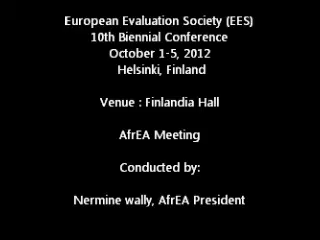 European Evaluation Society (EES)
10th Biennial Conference
October 1-5, 2012
Helsinki, Finland
Venue : Finlandia Hall
AfrEA Meeting
Conducted by:
Nermine wally, AfrEA President